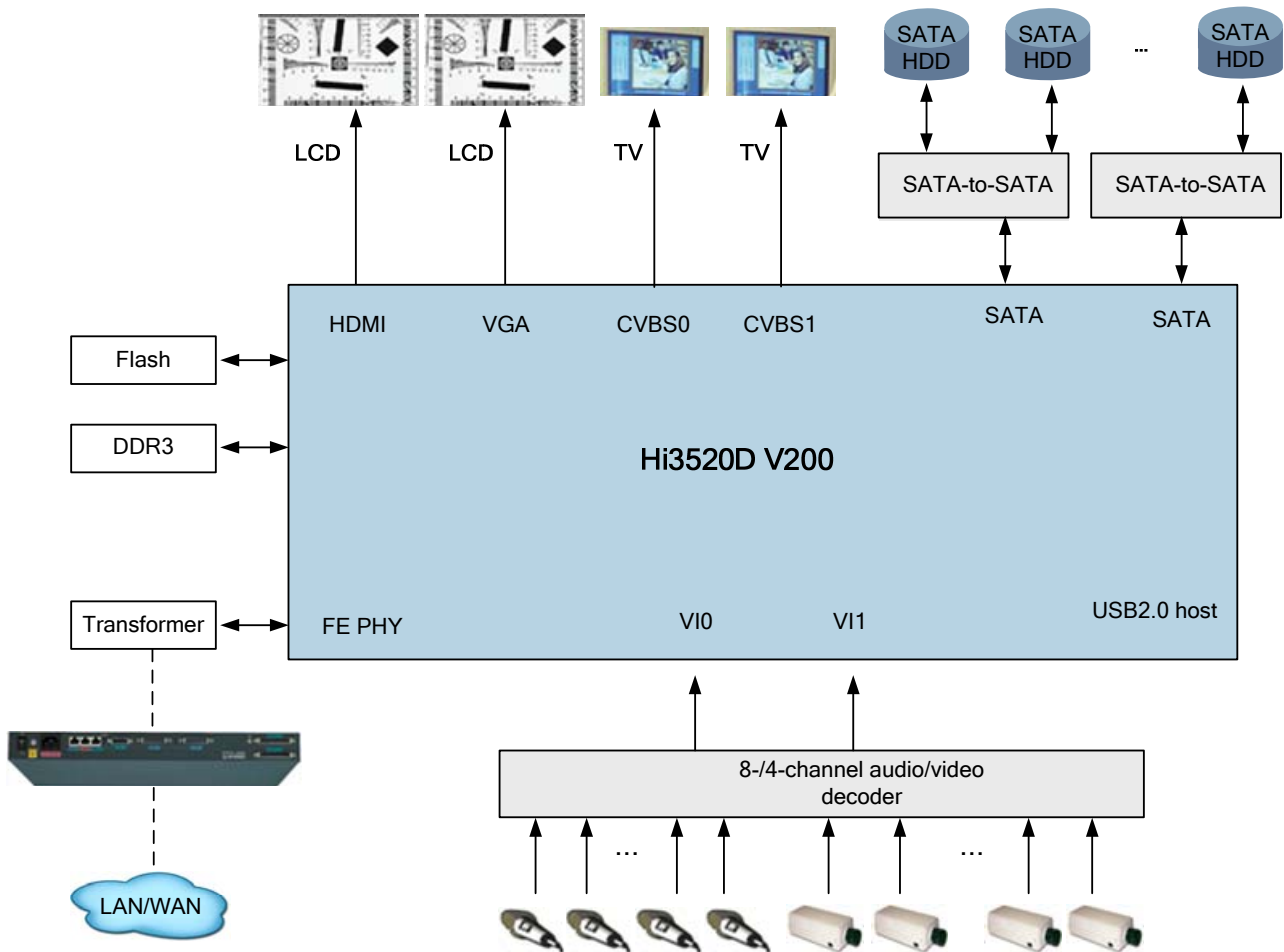 SATA
HDD
SATA
HDD
...
SATA
HDD
LCD
LCD
TV
TV
SATA-to-SATA
SATA-to-SATA
HDMI
VGA
CVBS0
CVBS1
SATA
SATA
Flash
DDR3
Hi3520D V200
Transformer
FE PHY
VI0
VI1
USB2.0 host
8-/4-channel audio/video
decoder
...
...
LAN/WAN